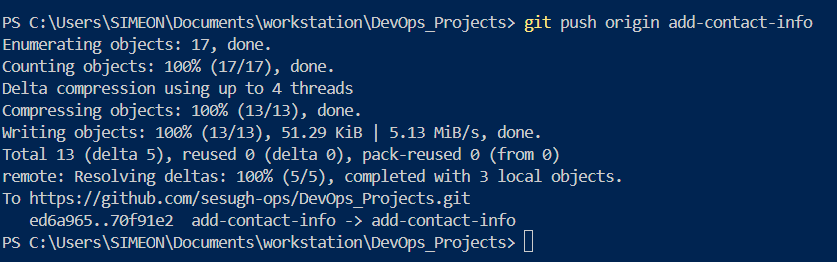 PS C:\Users\SIMEON\Documents\workstation\DevOps_Projects> git push origin add-contact-info
Enumerating objects: 17, done.
Counting objects: 100% (17/17), done.
Delta compression using up to 4 threads
Compressing objects: 100% (13/13), done.
Writing objects: 100% (13/13), 51.29 KiB | 5.13 MiB/s, done.
Total 13 (delta 5), reused 0 (delta 0), pack-reused 0 (from 0)
remote: Resolving deltas: 100% (5/5), completed with 3 local objects.
To https://github.com/sesugh-ops/DevOps_Projects.git
   ed6a965..70f91e2  add-contact-info -> add-contact-info
PS C:\Users\SIMEON\Documents\workstation\DevOps_Projects>